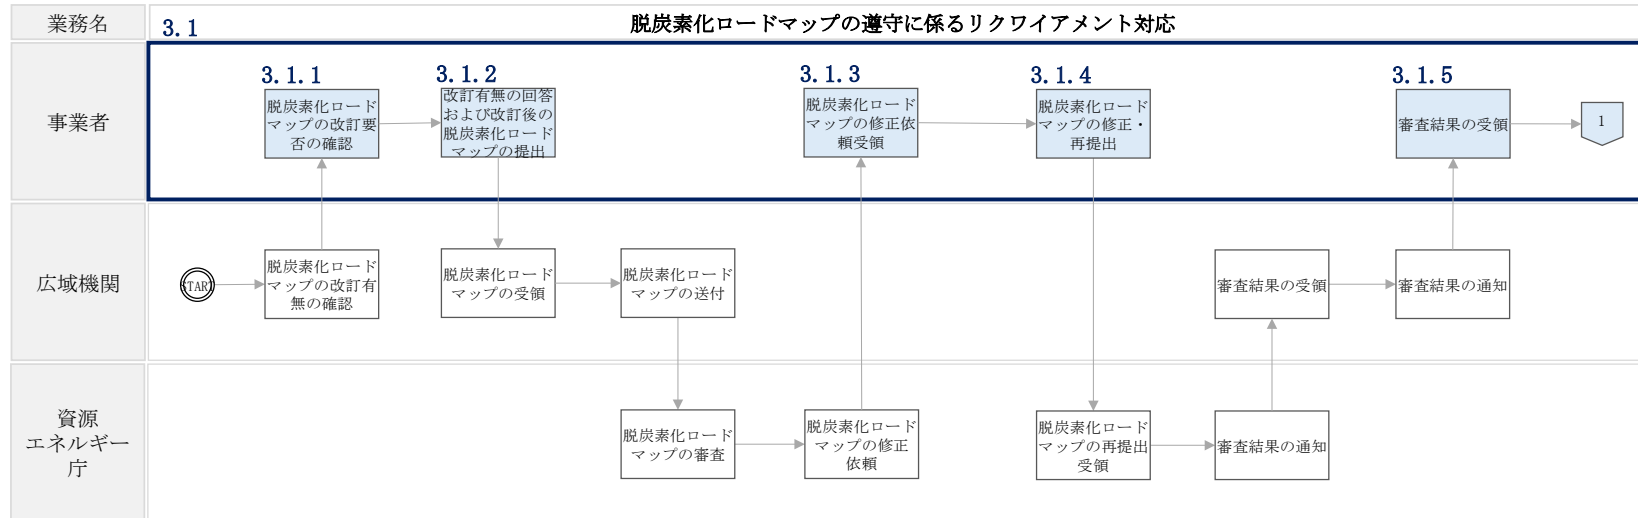 業務名
3.1
脱炭素化ロードマップの遵守に係るリクワイアメント対応
事業者
3.1.1
脱炭素化ロード
マップの改訂要
否の確認
3.1.2
改訂有無の回答
および改訂後の
脱炭素化ロード
マップの提出
3.1.3
脱炭素化ロード
マップの修正依
頼受領
3.1.4
脱炭素化ロード
マップの修正・
再提出
3.1.5
審査結果の受領
1
広域機関
START
脱炭素化ロード
マップの改訂有
無の確認
脱炭素化ロード
マップの受領
脱炭素化ロード
マップの送付
審査結果の受領
審査結果の通知
資源
エネルギー
庁
脱炭素化ロード
マップの審査
脱炭素化ロード
マップの修正
依頼
脱炭素化ロード
マップの再提出
受領
審査結果の通知